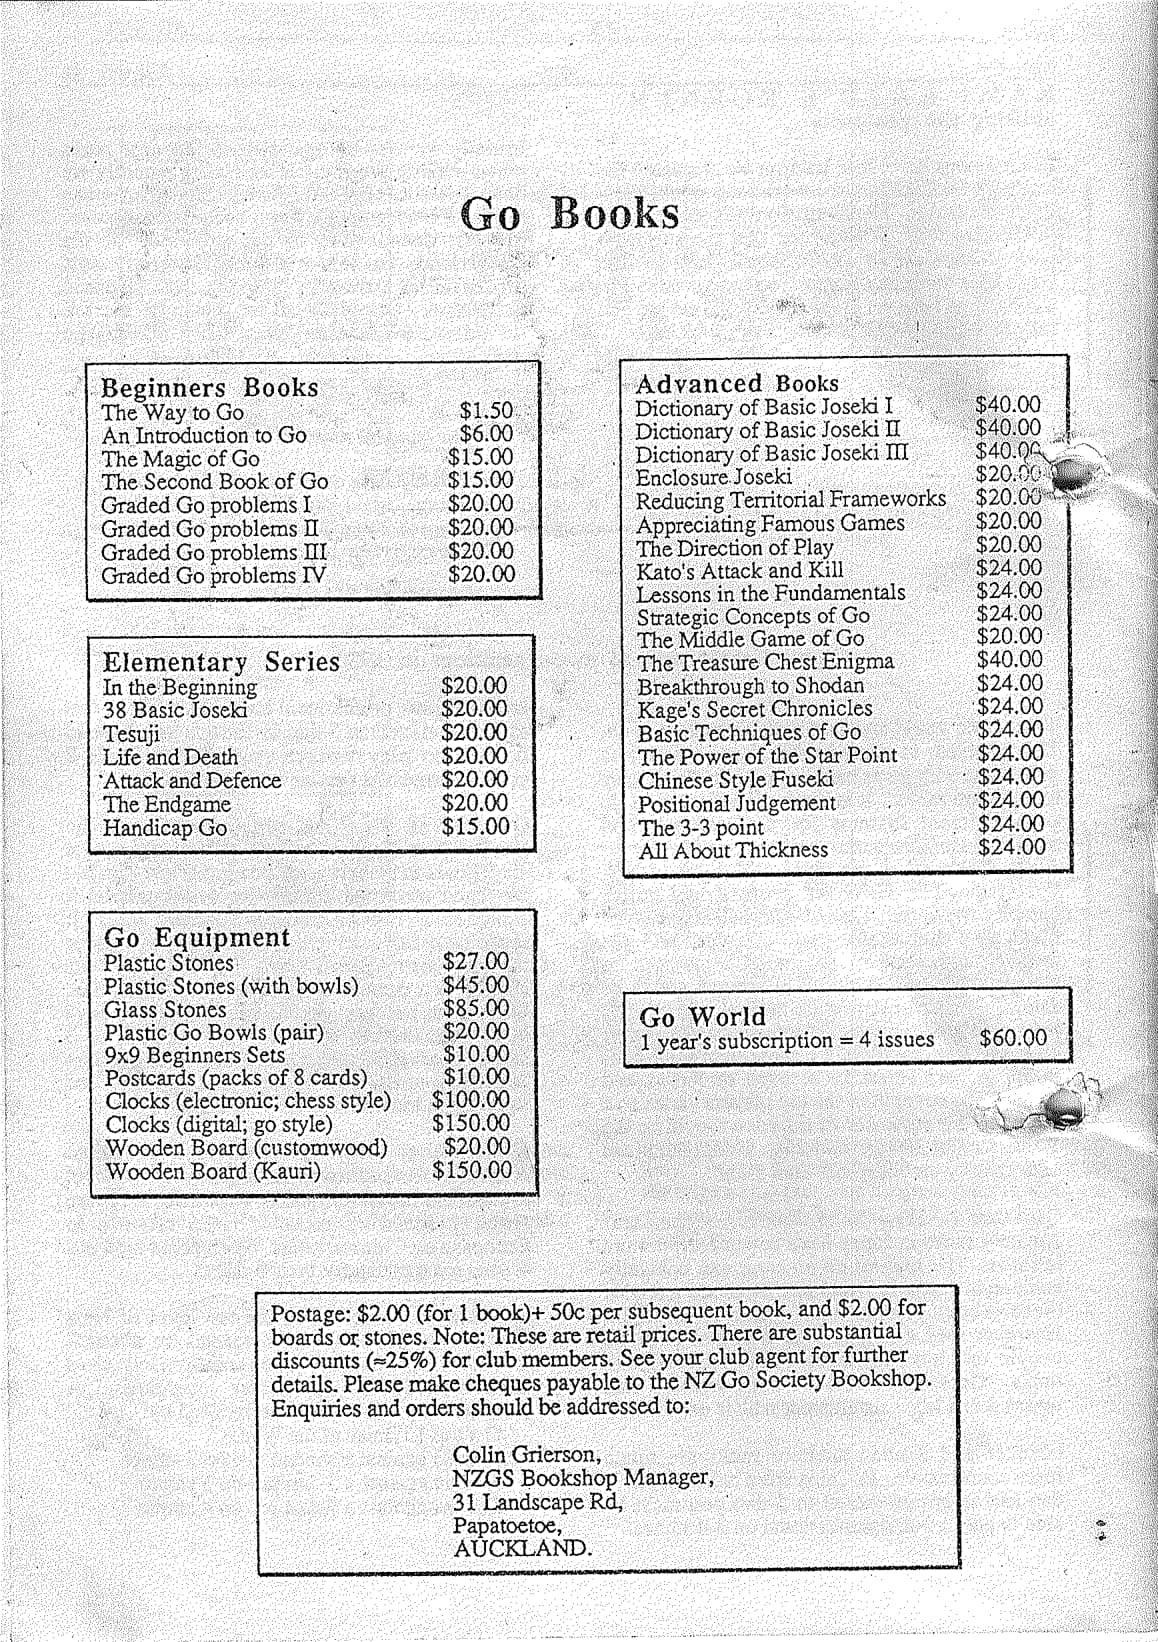 Go Books
Beginners Books
The Way to Go $1.50
An Introduction to Go $6.00
The Magic of Go $15.00
The Second Book of Go $15.00
Graded Go problems I $20.00
Graded Go problems II $20.00
Graded Go problems III $20.00
Graded Go problems IV $20.00
Elementary Series
In the Beginning $20.00
38 Basic Joseki $20.00
Tesuji $20.00
Life and Death $20.00
Attack and Defence $20.00
The Endgame $20.00
Handicap Go $15.00
Go Equipment
Plastic Stones $27.00
Plastic Stones (with bowls) $45.00
Glass Stones $85.00
Plastic Go Bowls (pair) $20.00
9x9 Beginners Sets $10.00
Postcards (packs of 8 cards) $10.00
Clocks (electronic; chess style) $100.00
Clocks (digital; go style) $150.00
Wooden Board (customwood) $20.00
Wooden Board (Kauri) $150.00
Advanced Books
Dictionary of Basic Joseki I $40.00
Dictionary of Basic Joseki II $40.00
Dictionary of Basic Joseki III $40.00
Enclosure Joseki $20.00
Reducing Territorial Frameworks $20.00
Appreciating Famous Games $20.00
The Direction of Play $20.00
Kato's Attack and Kill $24.00
Lessons in the Fundamentals $24.00
Strategic Concepts of Go $24.00
The Middle Game of Go $20.00
The Treasure Chest Enigma $40.00
Breakthrough to Shodan $24.00
Kage's Secret Chronicles $24.00
Basic Techniques of Go $24.00
The Power of the Star Point $24.00
Chinese Style Fuseki $24.00
Positional Judgement $24.00
The 3-3 point $24.00
All About Thickness $24.00
Go World
1 year's subscription = 4 issues $60.00
Postage: $2.00 (for 1 book)+ 50c per subsequent book, and $2.00 for
boards or stones. Note: These are retail prices. There are substantial
discounts (≈25%) for club members. See your club agent for further
details. Please make cheques payable to the NZ Go Society Bookshop.
Enquiries and orders should be addressed to:
Colin Grierson,
NZGS Bookshop Manager,
31 Landscape Rd,
Papatoetoe,
AUCKLAND.